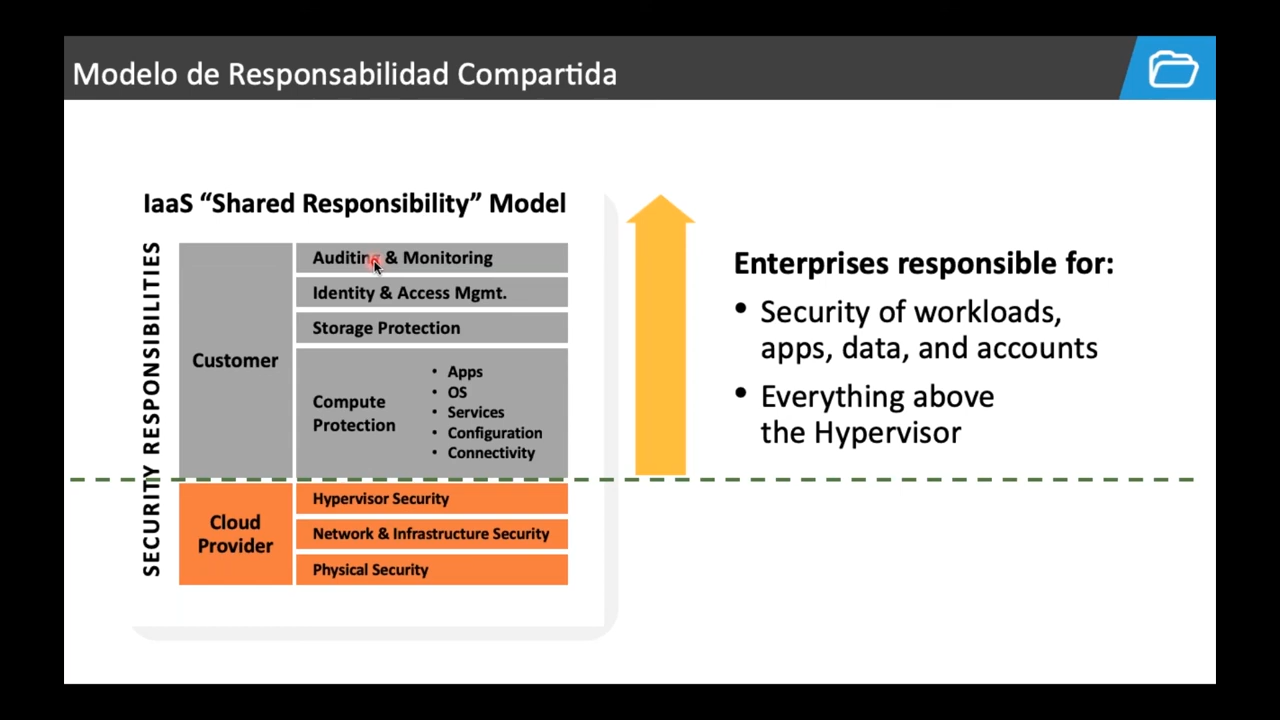 Modelo de Responsabilidad Compartida
IaaS “Shared Responsibility” Model
SECURITY RESPONSIBILITIES
Customer
Auditing & Monitoring
Identity & Access Mgmt.
Storage Protection
Compute
Protection
• Apps
• OS
• Services
• Configuration
• Connectivity
Cloud
Provider
Hypervisor Security
Network & Infrastructure Security
Physical Security
Enterprises responsible for:
• Security of workloads,
apps, data, and accounts
• Everything above
the Hypervisor